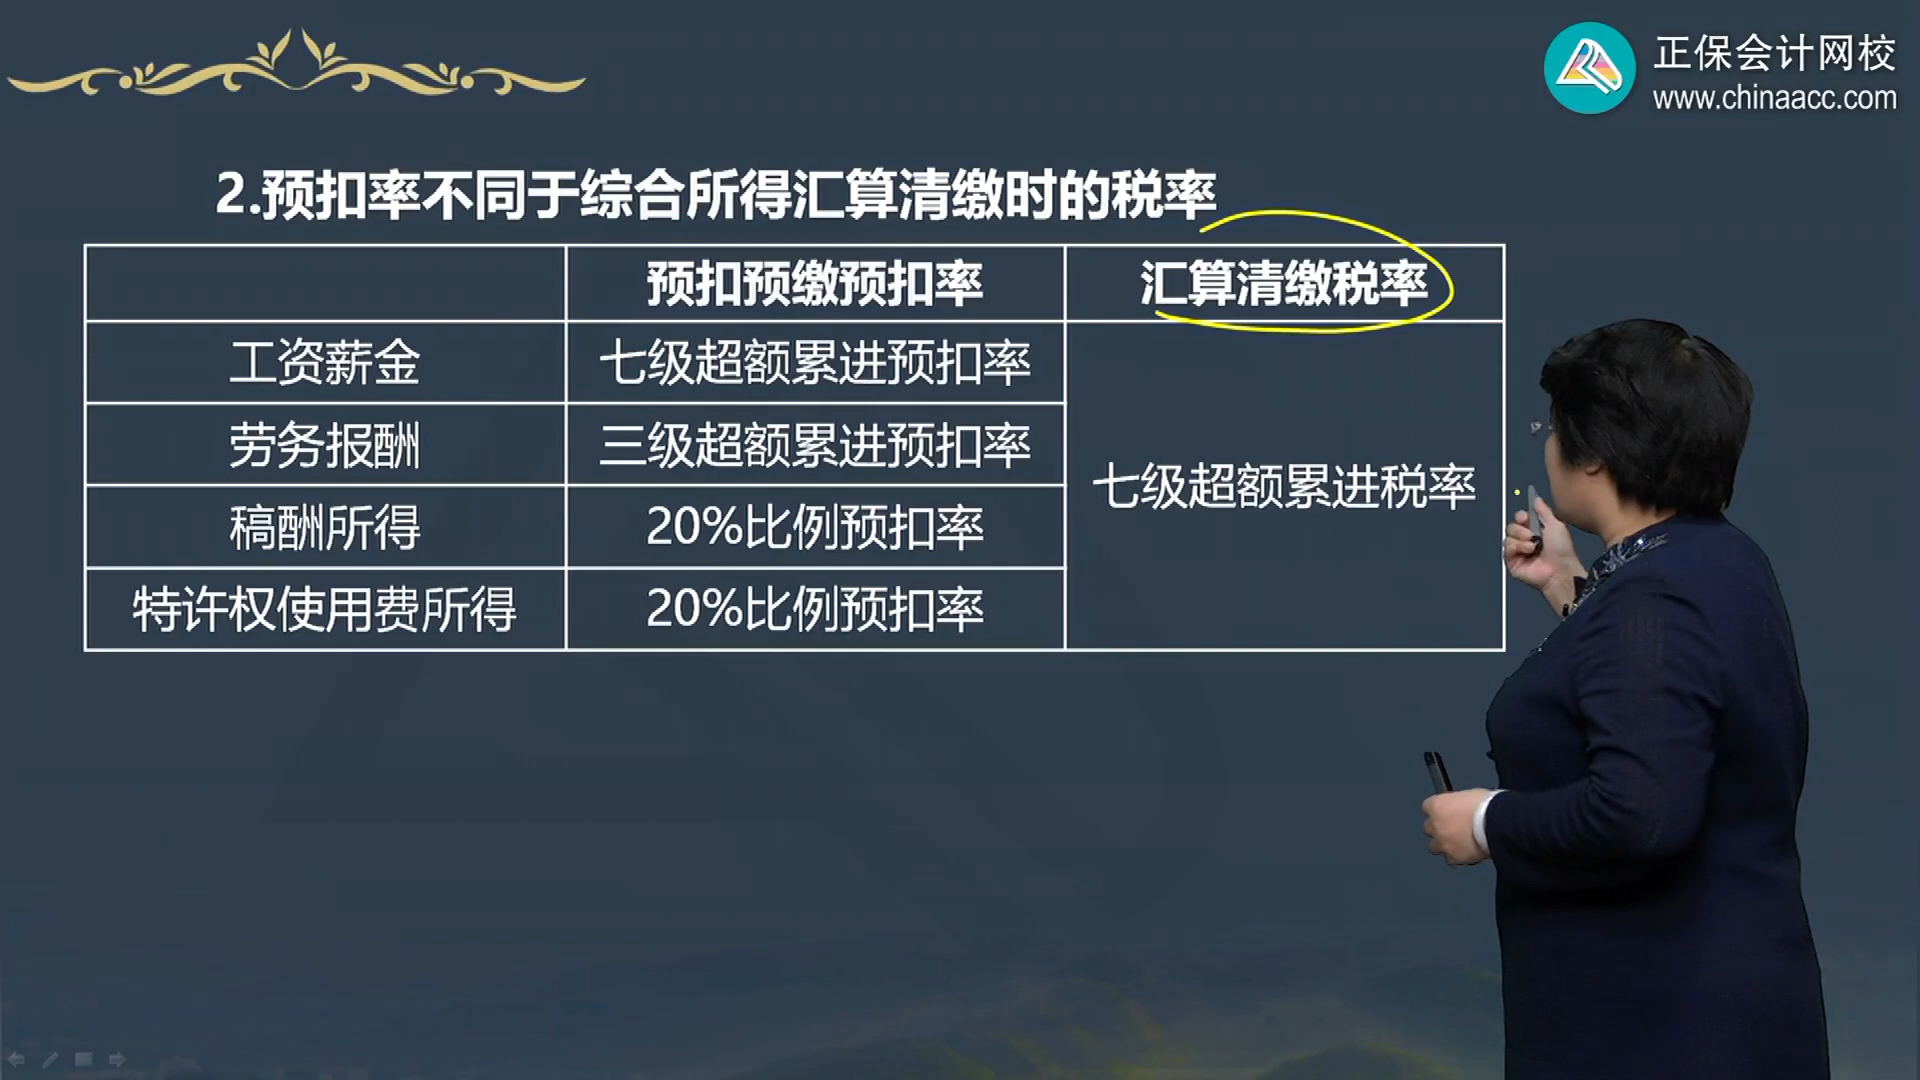 正保会计网校
www.chinaacc.com
2.预扣率不同于综合所得汇算清缴时的税率
预扣预缴预扣率
汇算清缴税率
工资薪金
七级超额累进预扣率
劳务报酬
三级超额累进预扣率
稿酬所得
20%比例预扣率
特许权使用费所得
20%比例预扣率
七级超额累进税率